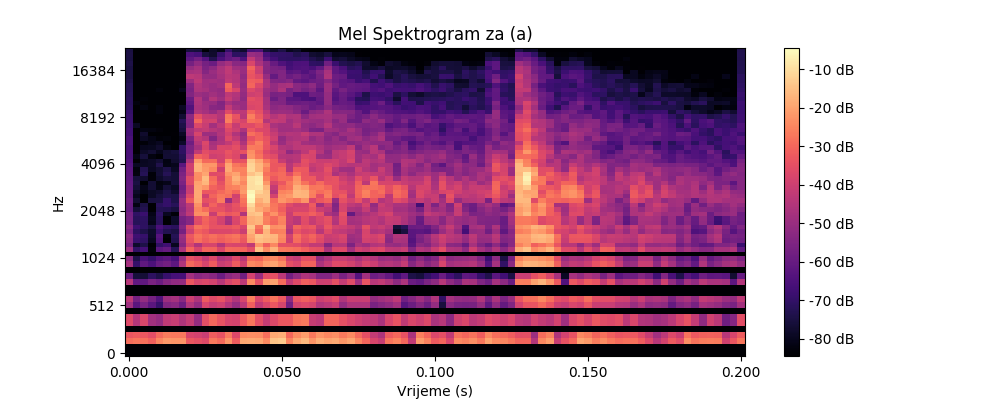 Mel Spektrogram za (a)
Hz
16384
8192
4096
2048
1024
512
0
0.000 0.050 0.100 0.150 0.200
Vrijeme (s)
-10 dB
-20 dB
-30 dB
-40 dB
-50 dB
-60 dB
-70 dB
-80 dB